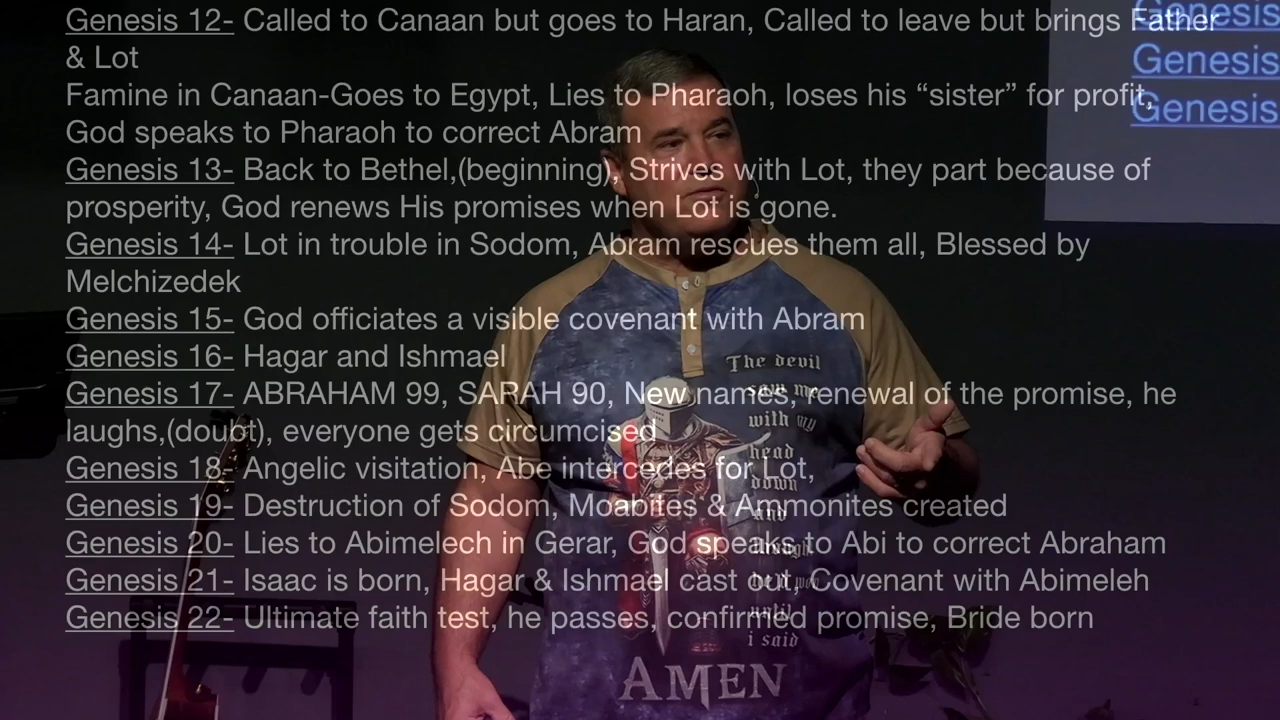 Genesis 12- Called to Canaan but goes to Haran, Called to leave but brings Father
& Lot
Famine in Canaan-Goes to Egypt, Lies to Pharaoh, loses his “sister” for profit,
God speaks to Pharaoh to correct Abram
Genesis 13- Back to Bethel,(beginning), Strives with Lot, they part because of
prosperity, God renews His promises when Lot is gone.
Genesis 14- Lot in trouble in Sodom, Abram rescues them all, Blessed by
Melchizedek
Genesis 15- God officiates a visible covenant with Abram
Genesis 16- Hagar and Ishmael
Genesis 17- ABRAHAM 99, SARAH 90, New names, renewal of the promise, he
laughs,(doubt), everyone gets circumcised
Genesis 18- Angelic visitation, Abe intercedes for Lot,
Genesis 19- Destruction of Sodom, Moabites & Ammonites created
Genesis 20- Lies to Abimelech in Gerar, God speaks to Abi to correct Abraham
Genesis 21- Isaac is born, Hagar & Ishmael cast out, Covenant with Abimeleh
Genesis 22- Ultimate faith test, he passes, confirmed promise, Bride born
Genesis
Genesis
Genesis
The devil
saw me
with my
head
down
and
until
i said
AMEN